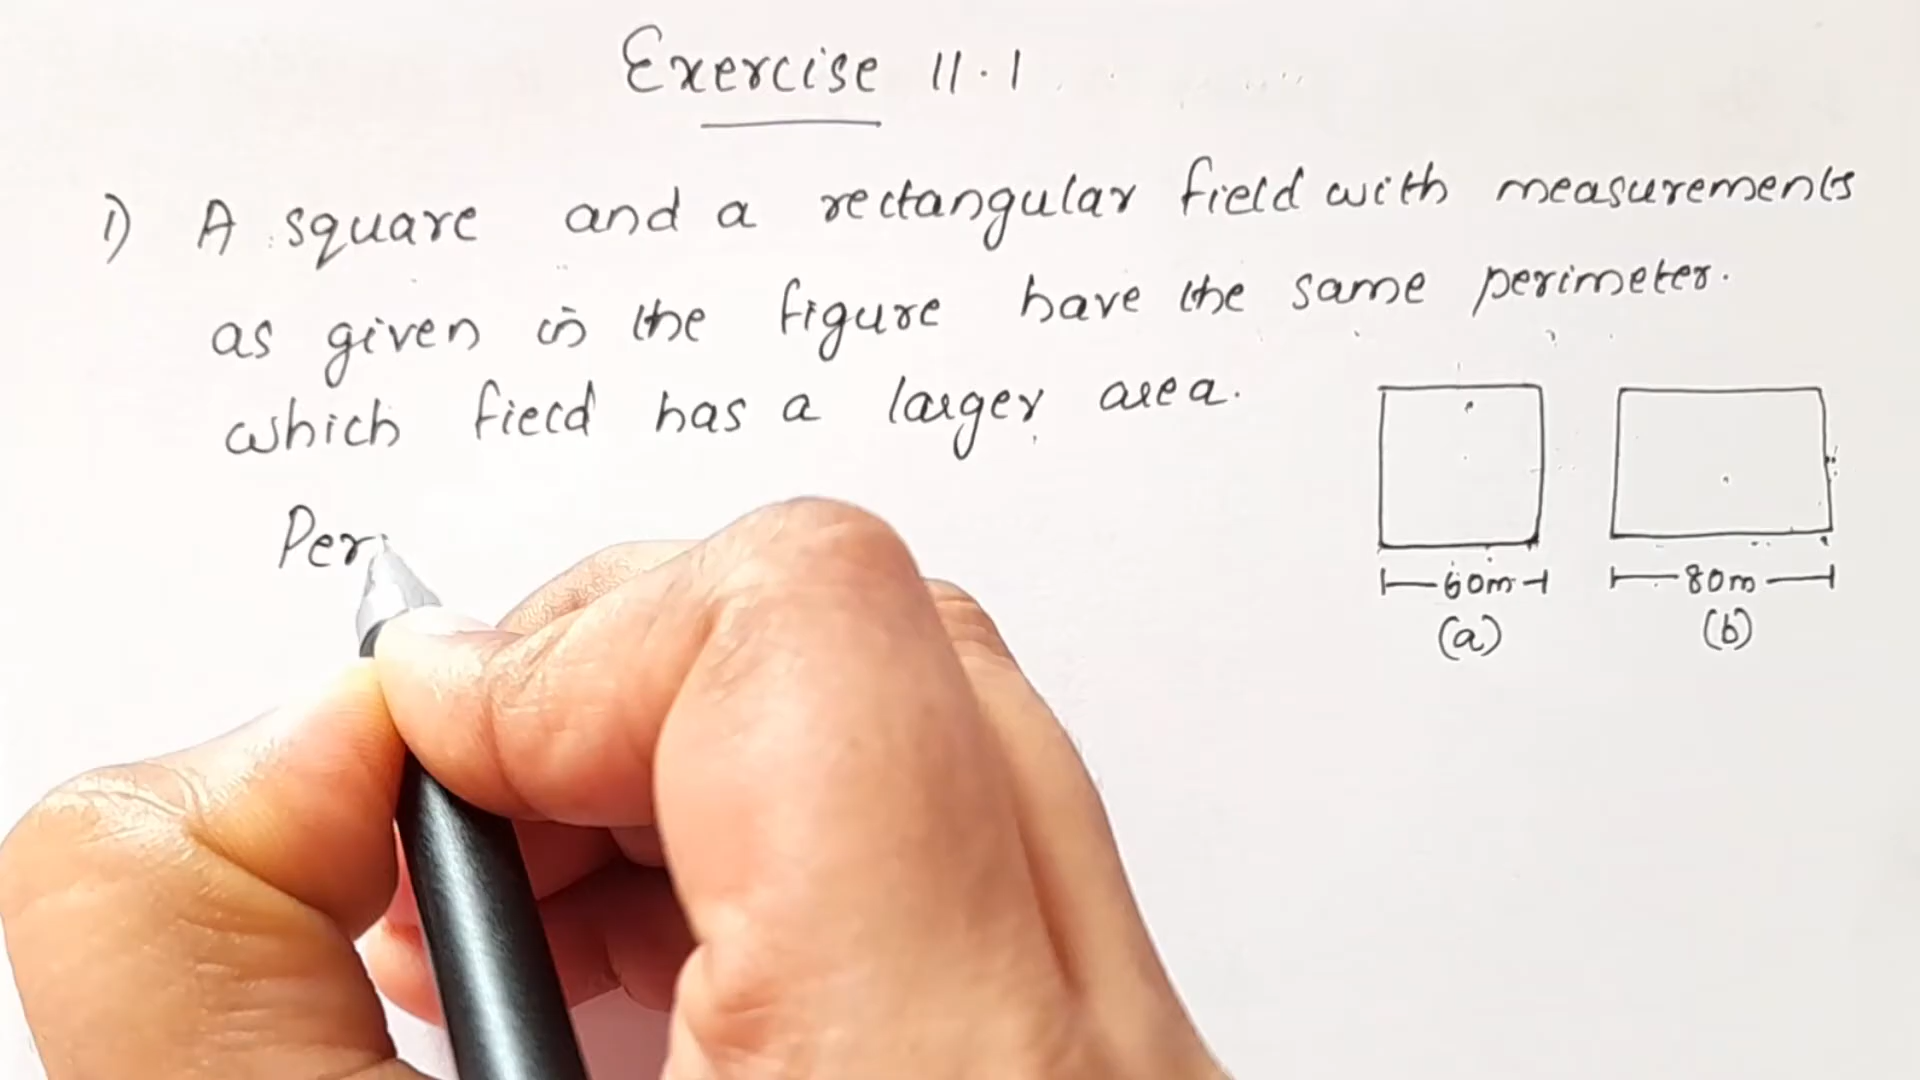 Exercise 11.1
1) A square and a rectangular field with measurements
as given in the figure have the same perimeter.
which field has a larger area.
Per
60m
80m
(a)
(b)